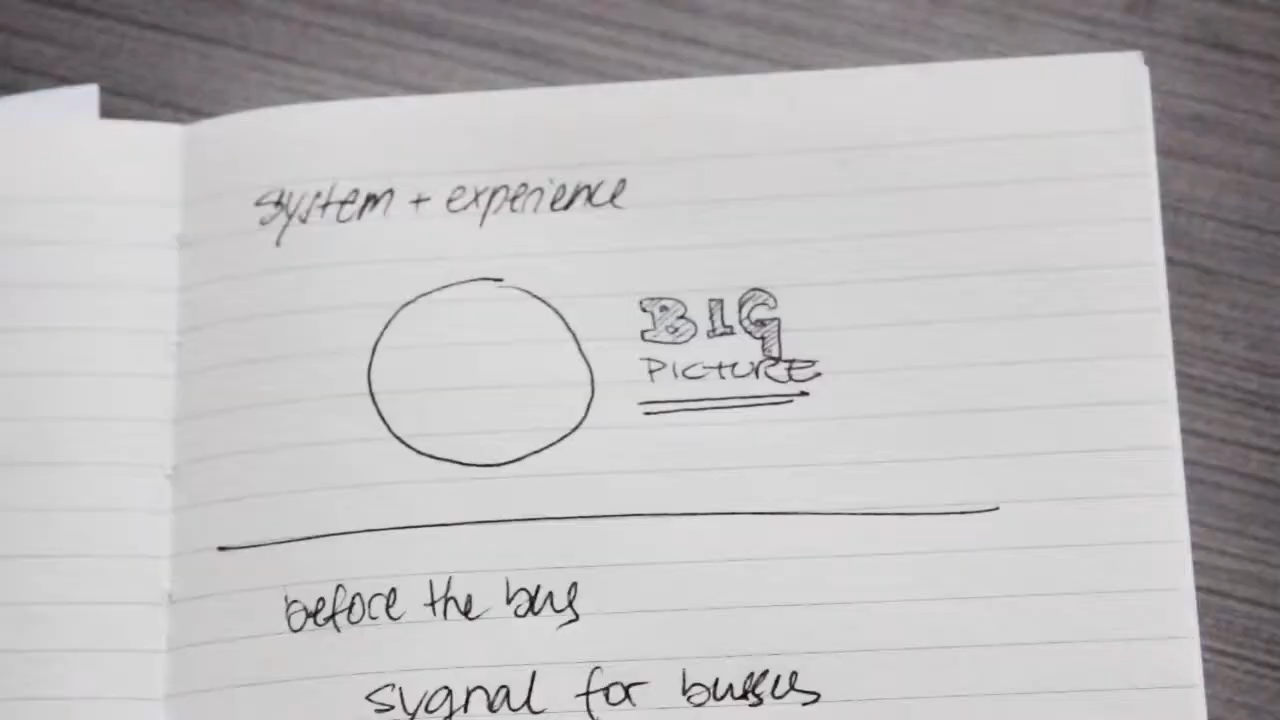 system + experience
BIG
PICTURE
before the bus
sygnal for busses